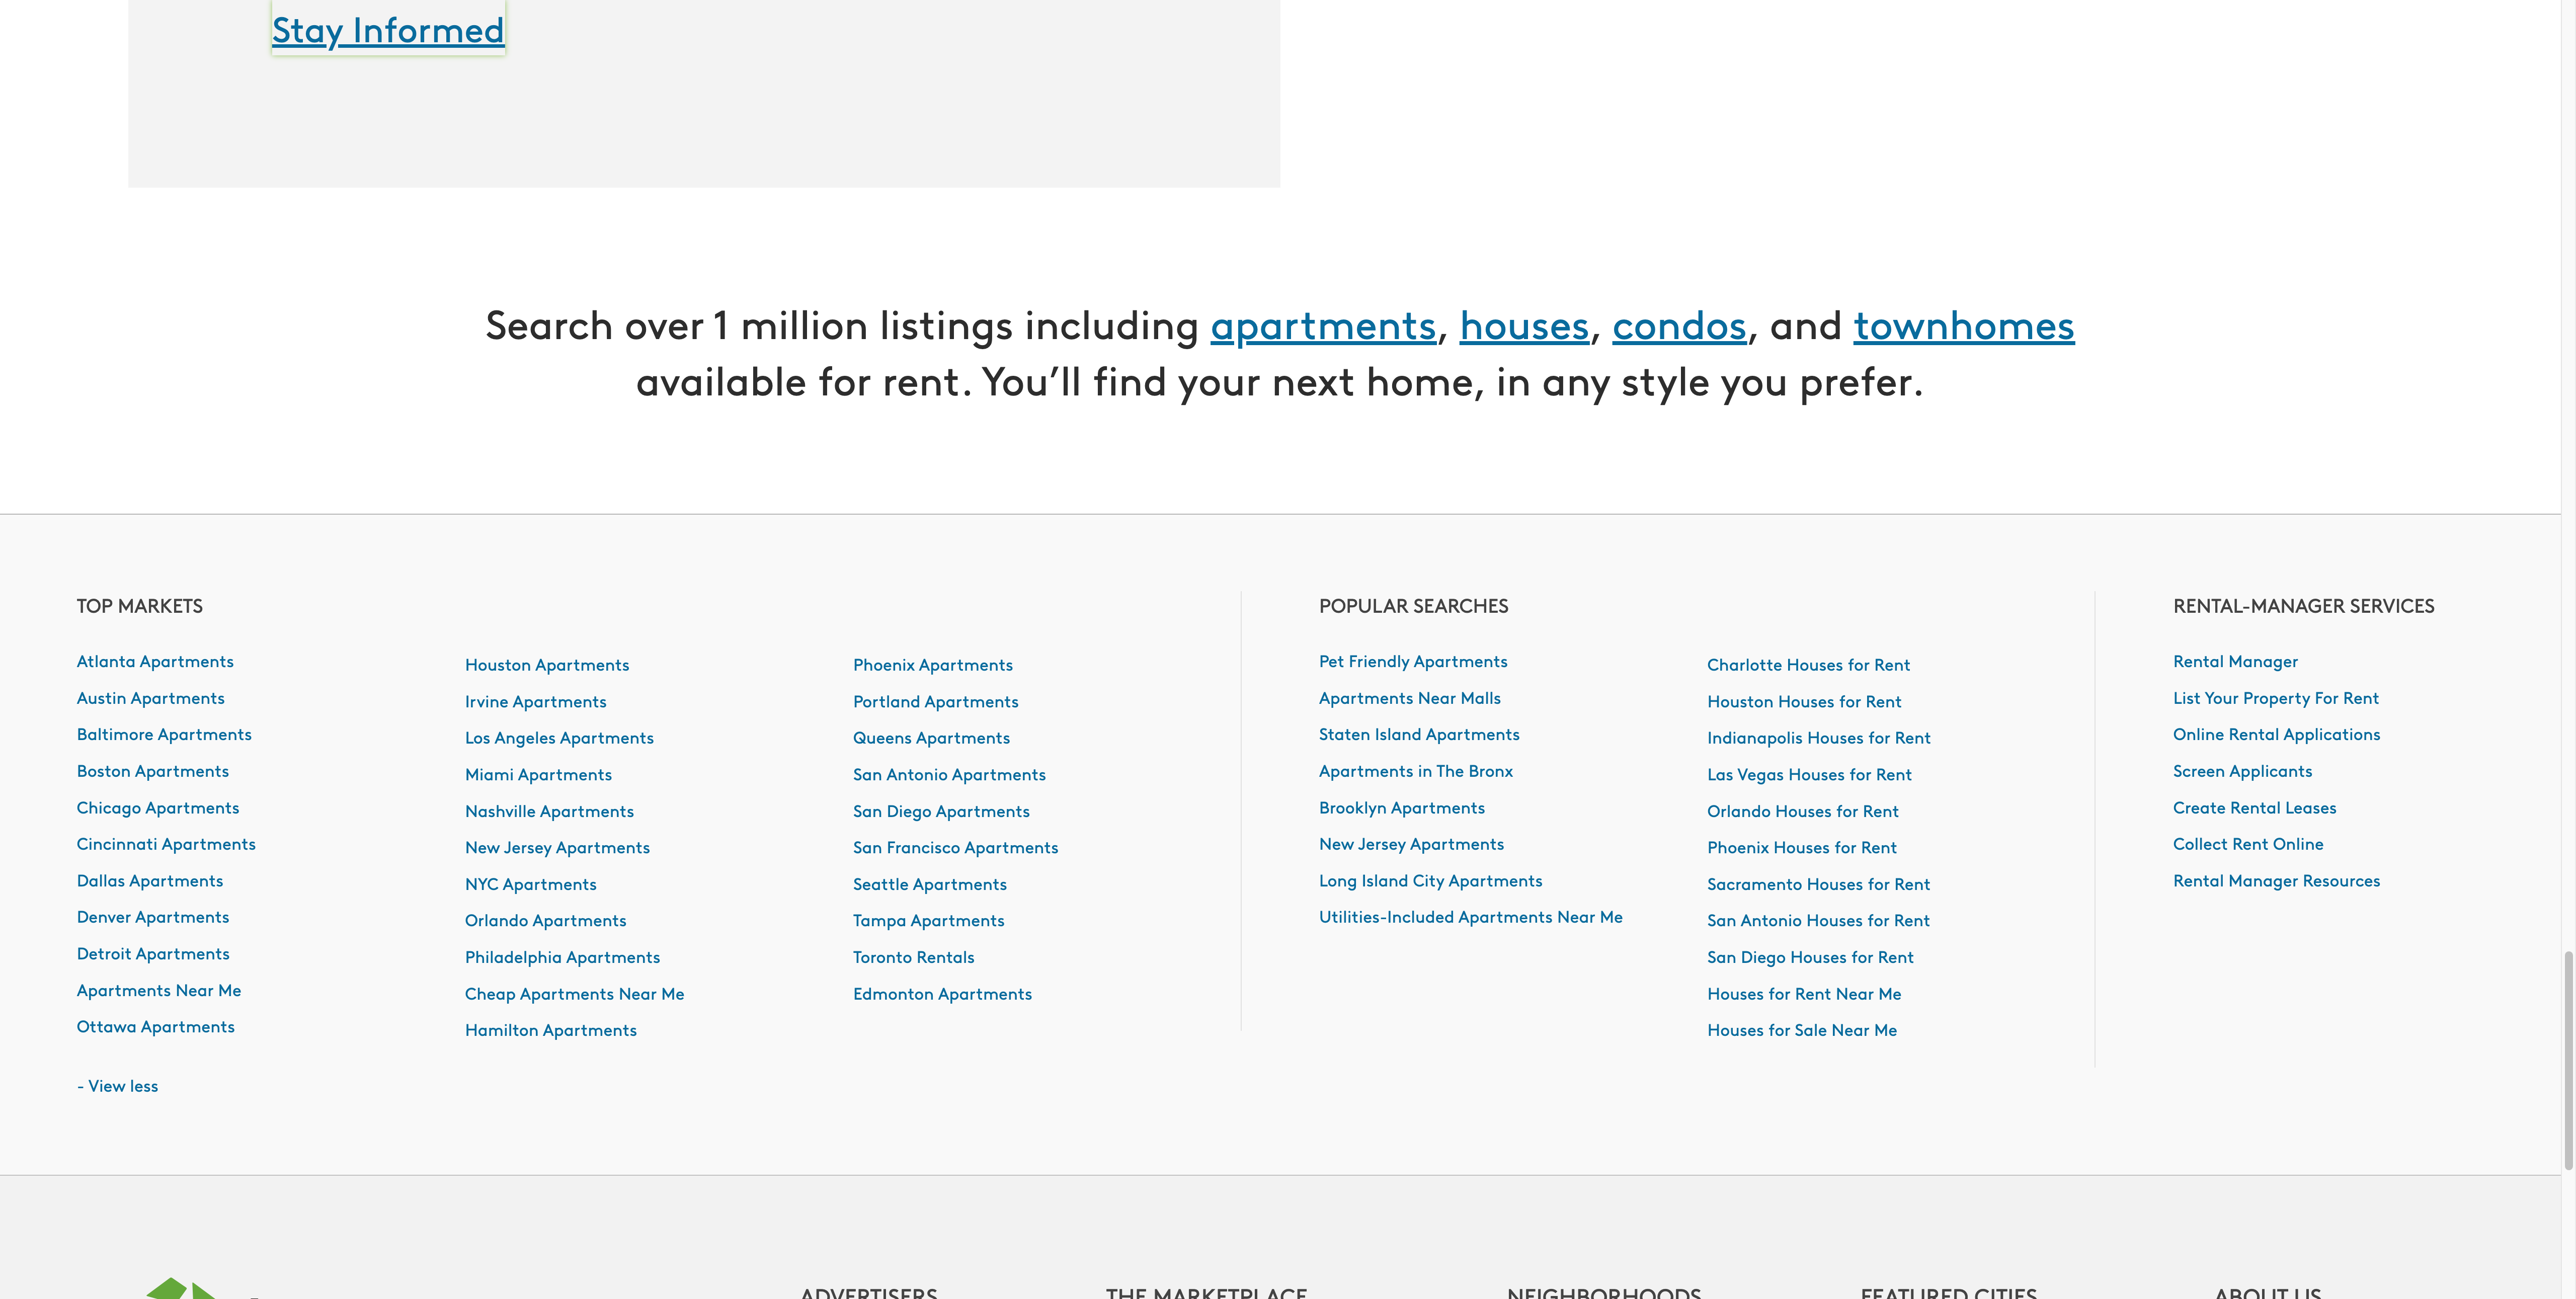 Stay Informed
Search over 1 million listings including apartments, houses, condos, and townhomes
available for rent. You’ll find your next home, in any style you prefer.
TOP MARKETS
Atlanta Apartments
Austin Apartments
Baltimore Apartments
Boston Apartments
Chicago Apartments
Cincinnati Apartments
Dallas Apartments
Denver Apartments
Detroit Apartments
Apartments Near Me
Ottawa Apartments
- View less
Houston Apartments
Irvine Apartments
Los Angeles Apartments
Miami Apartments
Nashville Apartments
New Jersey Apartments
NYC Apartments
Orlando Apartments
Philadelphia Apartments
Cheap Apartments Near Me
Hamilton Apartments
Phoenix Apartments
Portland Apartments
Queens Apartments
San Antonio Apartments
San Diego Apartments
San Francisco Apartments
Seattle Apartments
Tampa Apartments
Toronto Rentals
Edmonton Apartments
POPULAR SEARCHES
Pet Friendly Apartments
Apartments Near Malls
Staten Island Apartments
Apartments in The Bronx
Brooklyn Apartments
New Jersey Apartments
Long Island City Apartments
Utilities-Included Apartments Near Me
Charlotte Houses for Rent
Houston Houses for Rent
Indianapolis Houses for Rent
Las Vegas Houses for Rent
Orlando Houses for Rent
Phoenix Houses for Rent
Sacramento Houses for Rent
San Antonio Houses for Rent
San Diego Houses for Rent
Houses for Rent Near Me
Houses for Sale Near Me
RENTAL-MANAGER SERVICES
Rental Manager
List Your Property For Rent
Online Rental Applications
Screen Applicants
Create Rental Leases
Collect Rent Online
Rental Manager Resources
ADVERTISERS
THE MARKETPLACE
NEIGHBORHOODS
FEATURED CITIES
ABOUT US